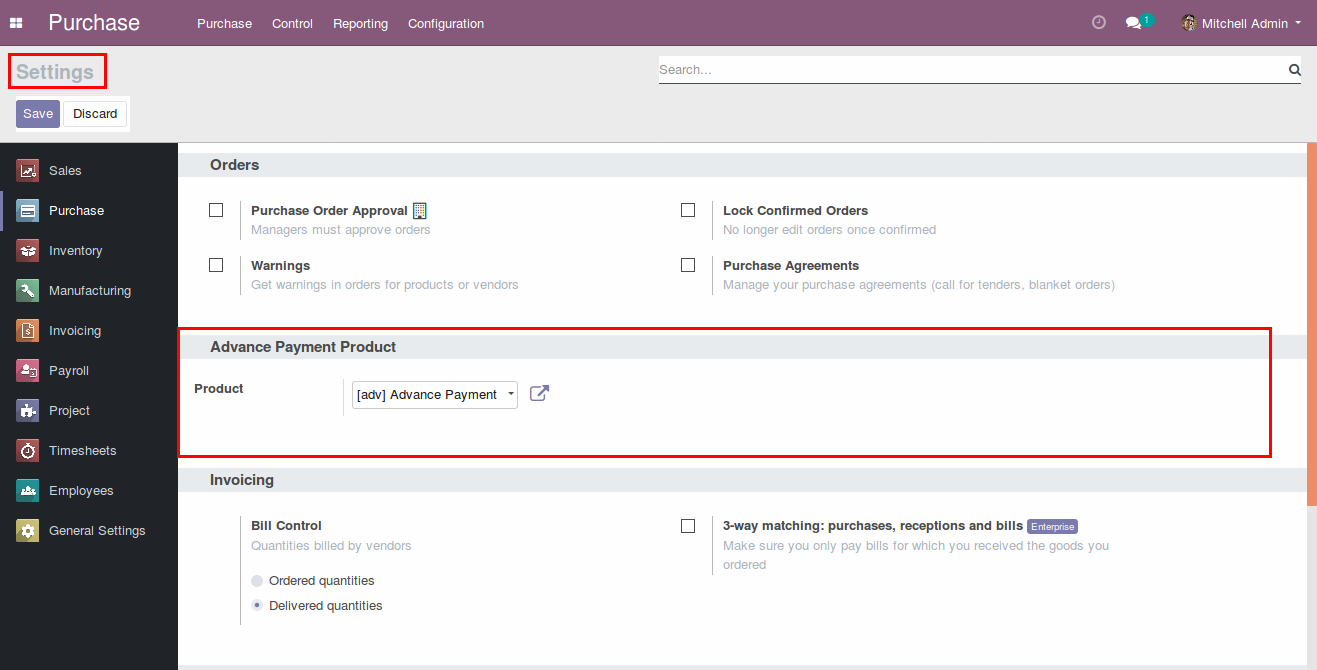 Purchase
Purchase Control Reporting Configuration
1
Mitchell Admin
Settings
Search...
Save Discard
Sales
Purchase
Inventory
Manufacturing
Invoicing
Payroll
Project
Timesheets
Employees
General Settings
Orders
Purchase Order Approval
Managers must approve orders
Lock Confirmed Orders
No longer edit orders once confirmed
Warnings
Get warnings in orders for products or vendors
Purchase Agreements
Manage your purchase agreements (call for tenders, blanket orders)
Advance Payment Product
Product
[adv] Advance Payment
Invoicing
Bill Control
Quantities billed by vendors
Ordered quantities
Delivered quantities
3-way matching: purchases, receptions and bills Enterprise
Make sure you only pay bills for which you received the goods you
ordered